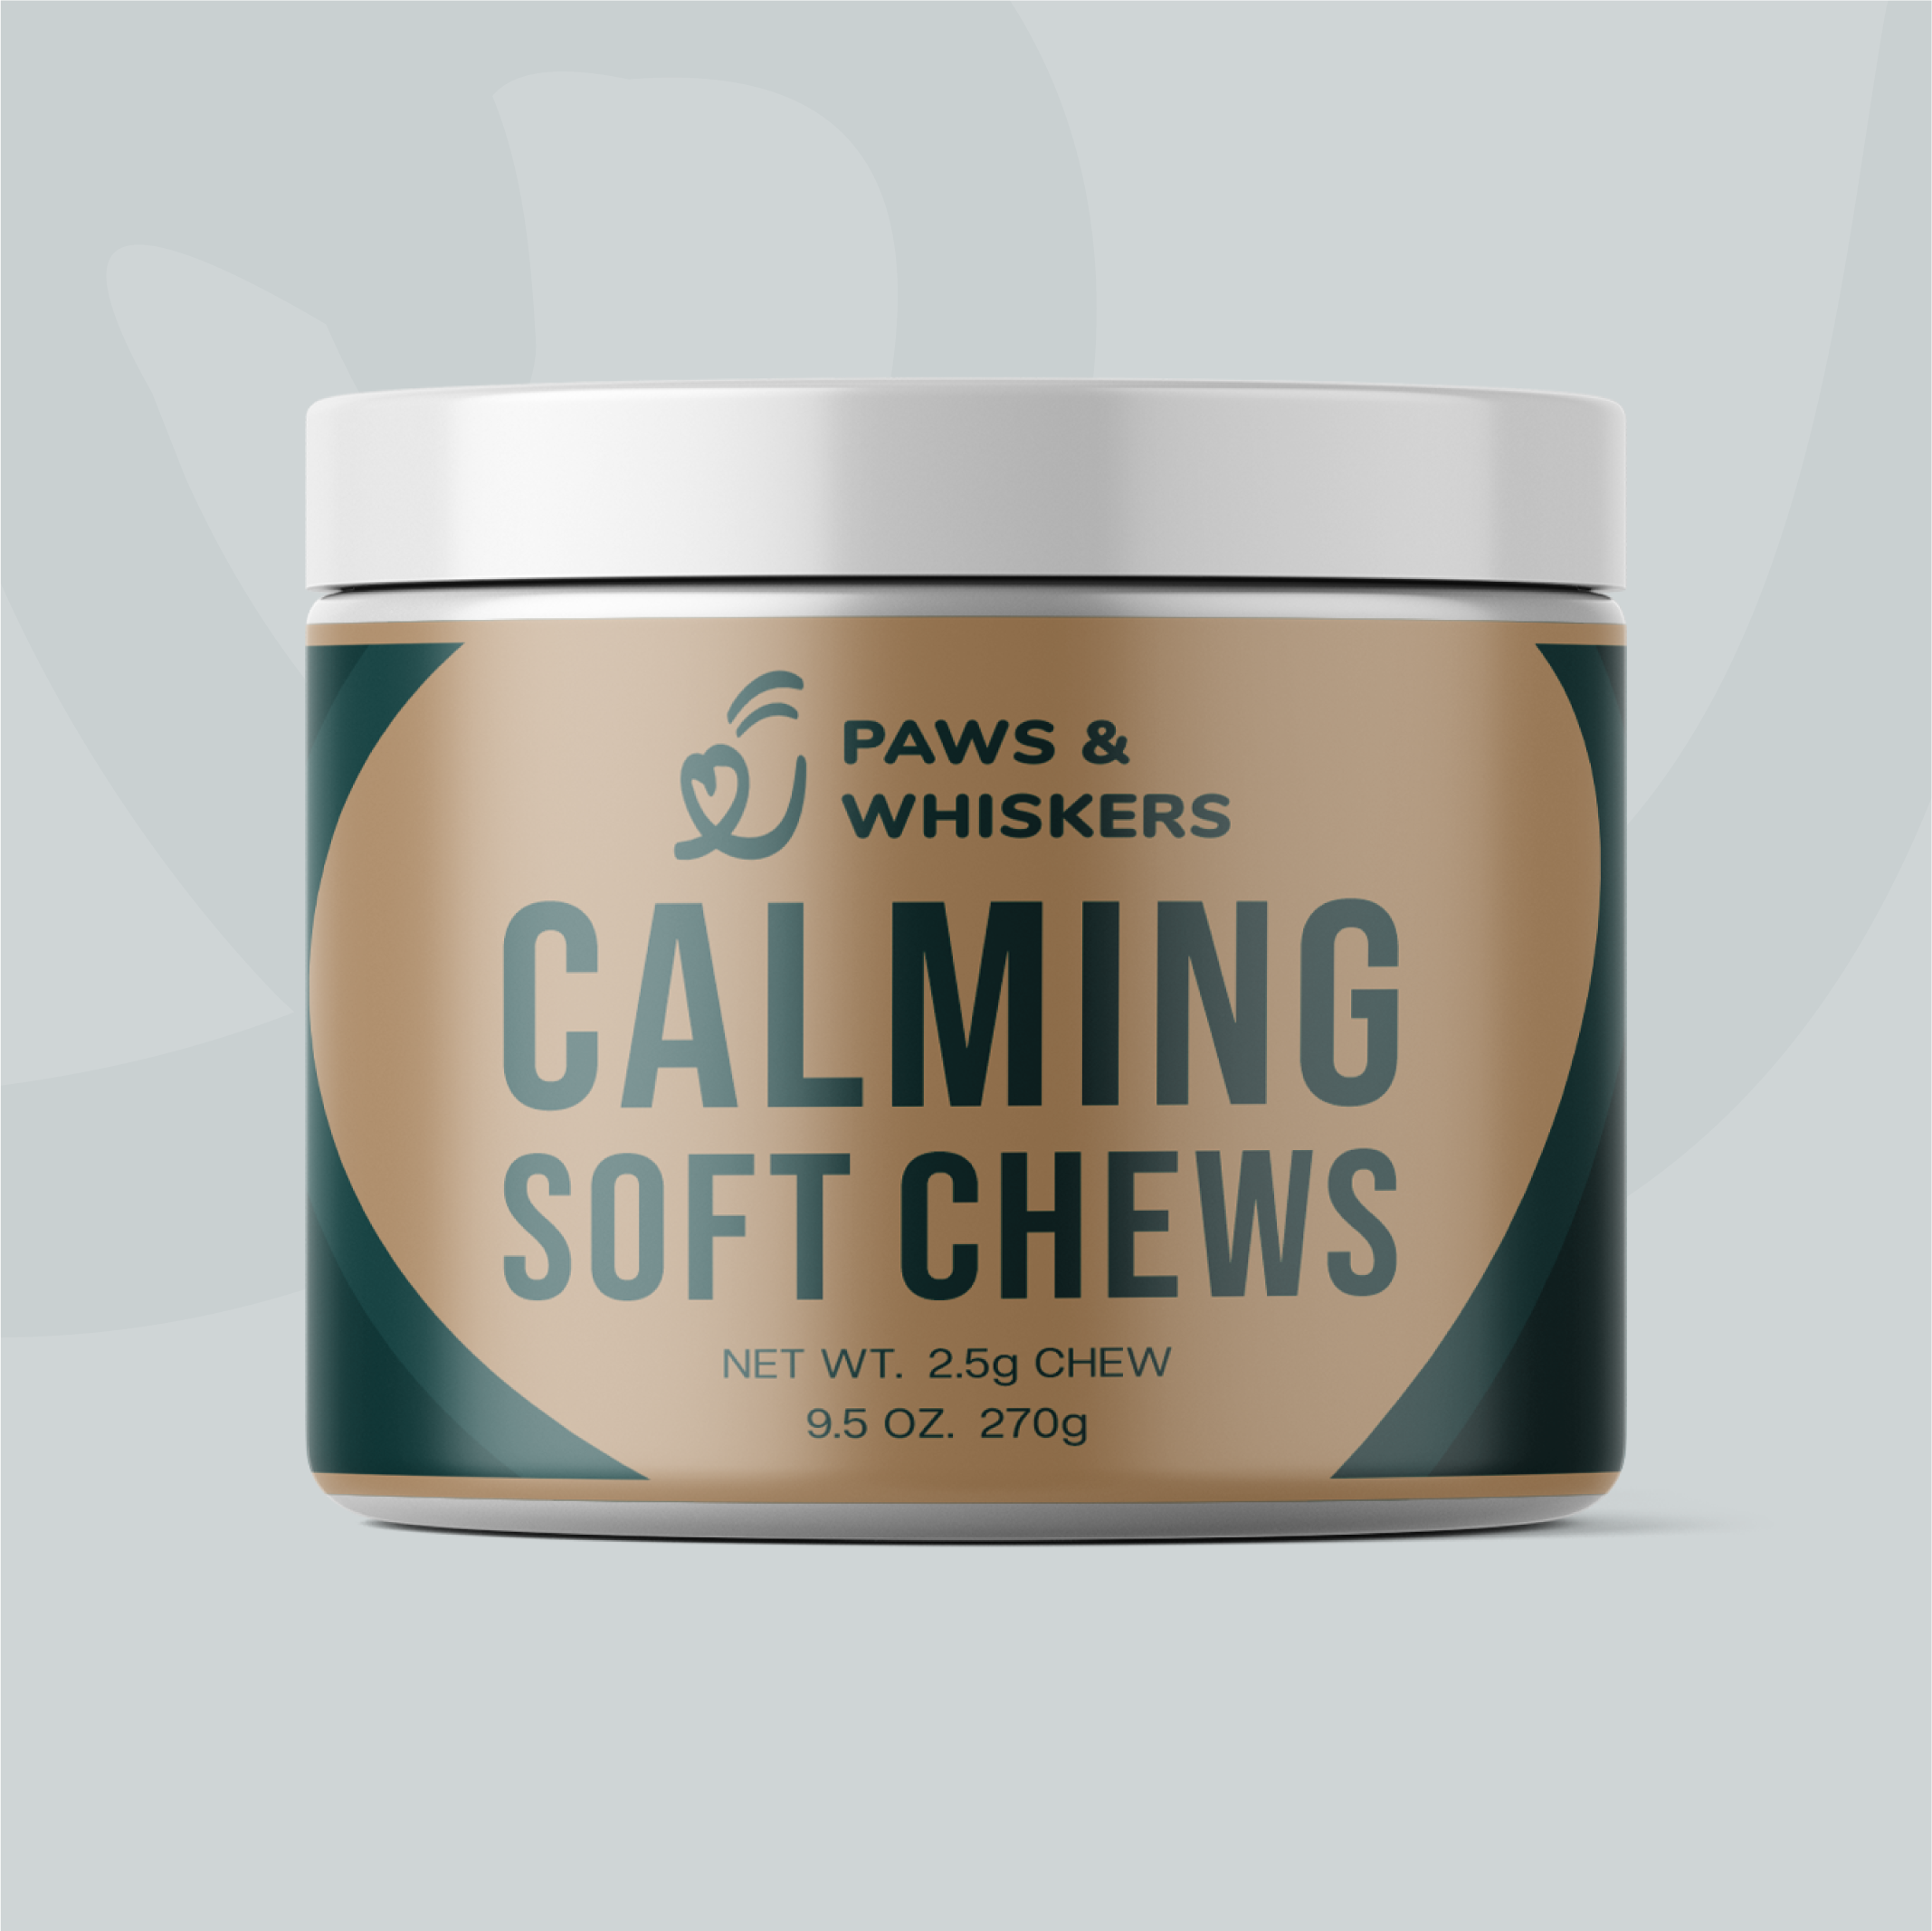 PAWS &
WHISKERS
CALMING
SOFT CHEWS
NET WT. 2.5g CHEW
9.5 OZ. 270g